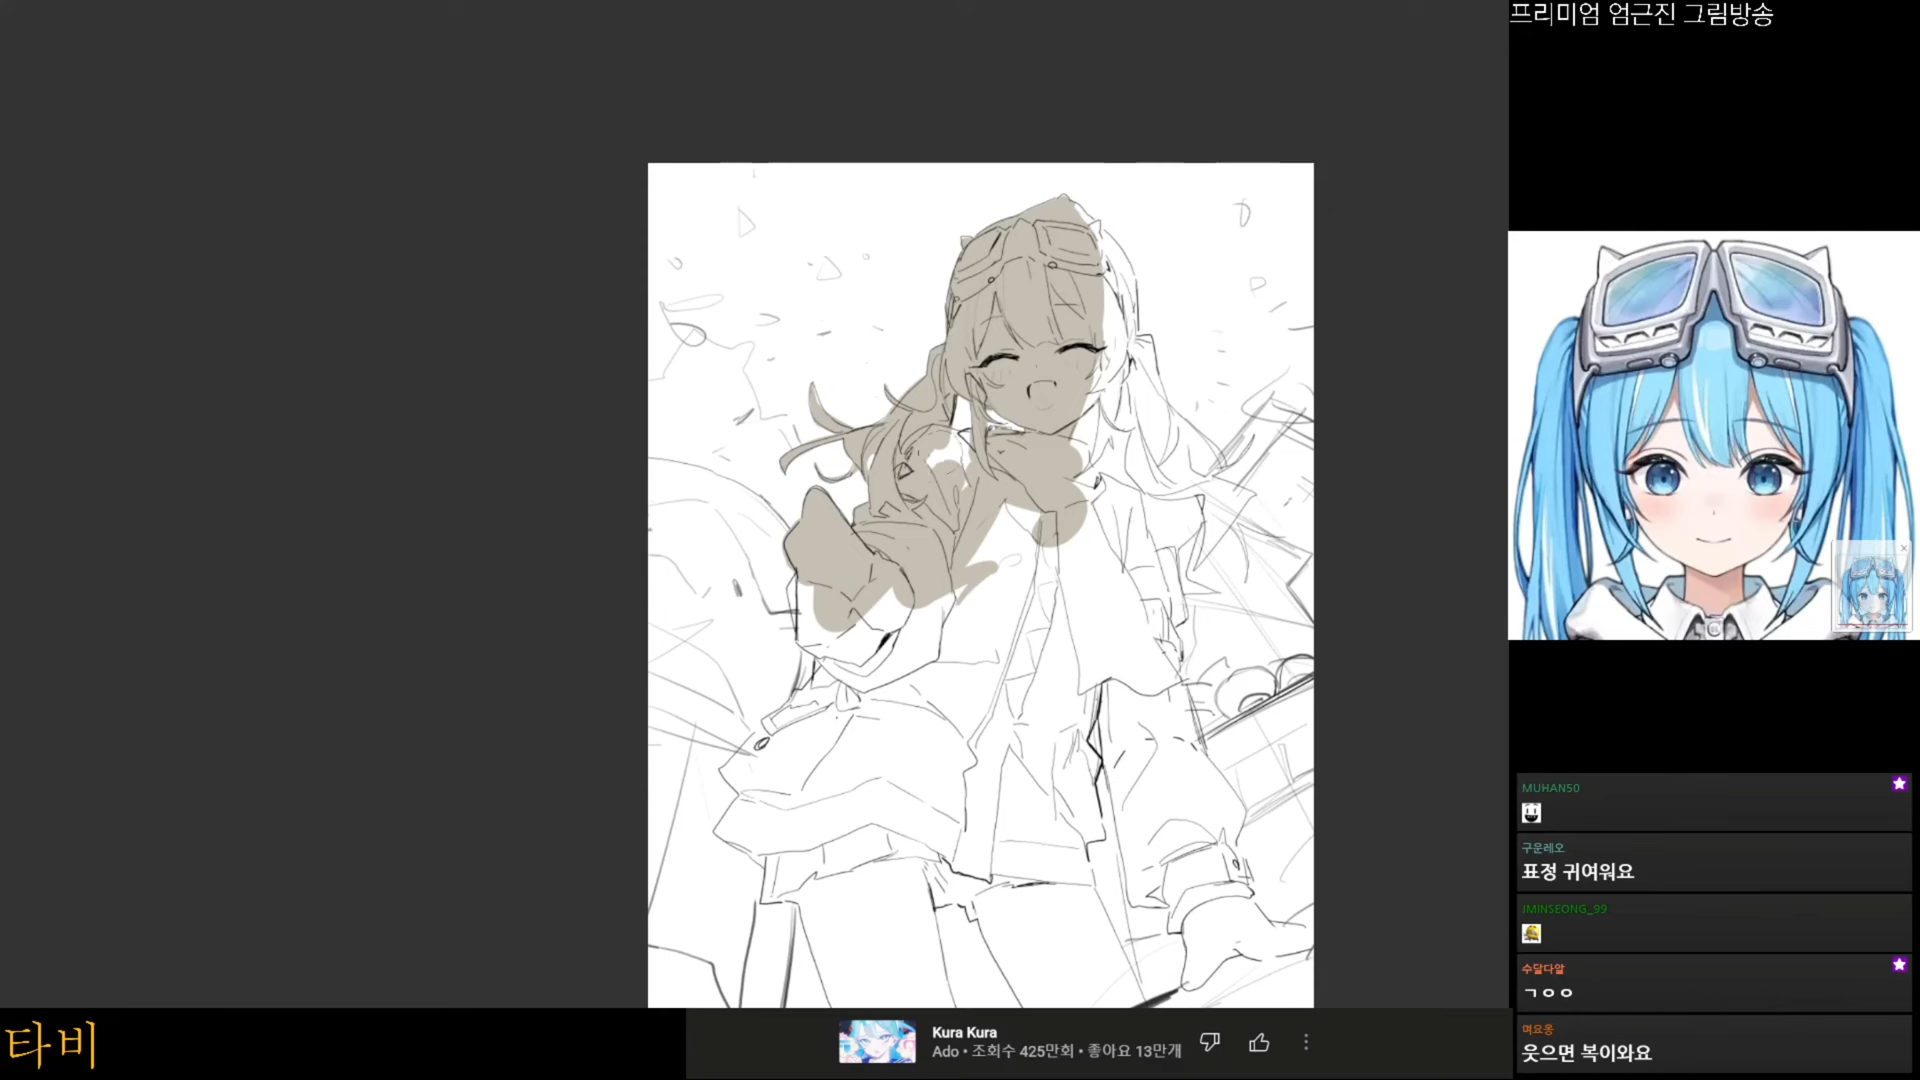 프리미엄 엄근진 그림방송
MUHAN50
구운레오
표정 귀여워요
JMINSEONG_99
수달다알
ㄱㅇㅇ
며요롱
웃으면 복이와요
타비
Kura Kura
Ado • 조회수 425만회 • 좋아요 13만개